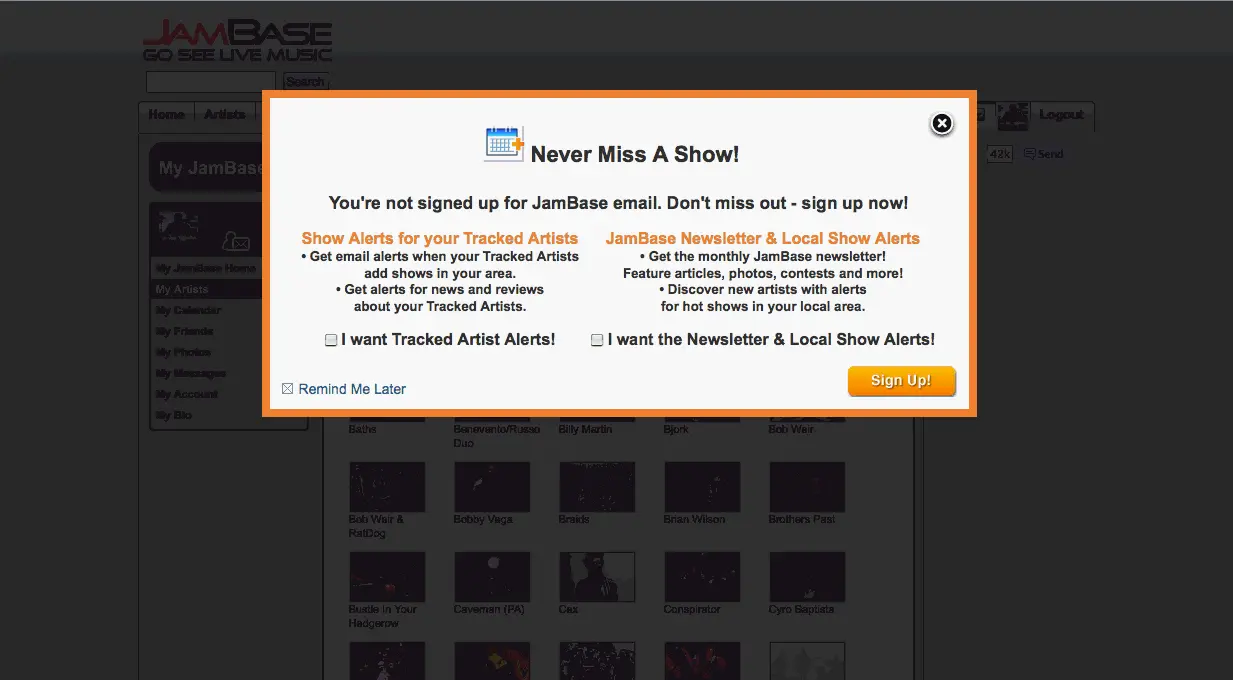 JAMBASE
GO SEE LIVE MUSIC
Search
Home
Artists
Logout
Never Miss A Show!
My JamBase
42k
Send
You're not signed up for JamBase email. Don't miss out - sign up now!
Show Alerts for your Tracked Artists
• Get email alerts when your Tracked Artists
add shows in your area.
• Get alerts for news and reviews
about your Tracked Artists.
JamBase Newsletter & Local Show Alerts
• Get the monthly JamBase newsletter!
Feature articles, photos, contests and more!
• Discover new artists with alerts
for hot shows in your local area.
I want Tracked Artist Alerts!
I want the Newsletter & Local Show Alerts!
Remind Me Later
Sign Up!
My JamBase Home
My Artists
My Calendar
My Friends
My Photos
My Messages
My Account
My Bio
Baths
Benevento/Russo
Duo
Billy Martin
Bjork
Bob Weir
Bob Weir &
RatDog
Bobby Vega
Braids
Brian Wilson
Brothers Past
Bustle In Your
Hedgerow
Caveman (PA)
Cex
Conspirator
Cyro Baptista